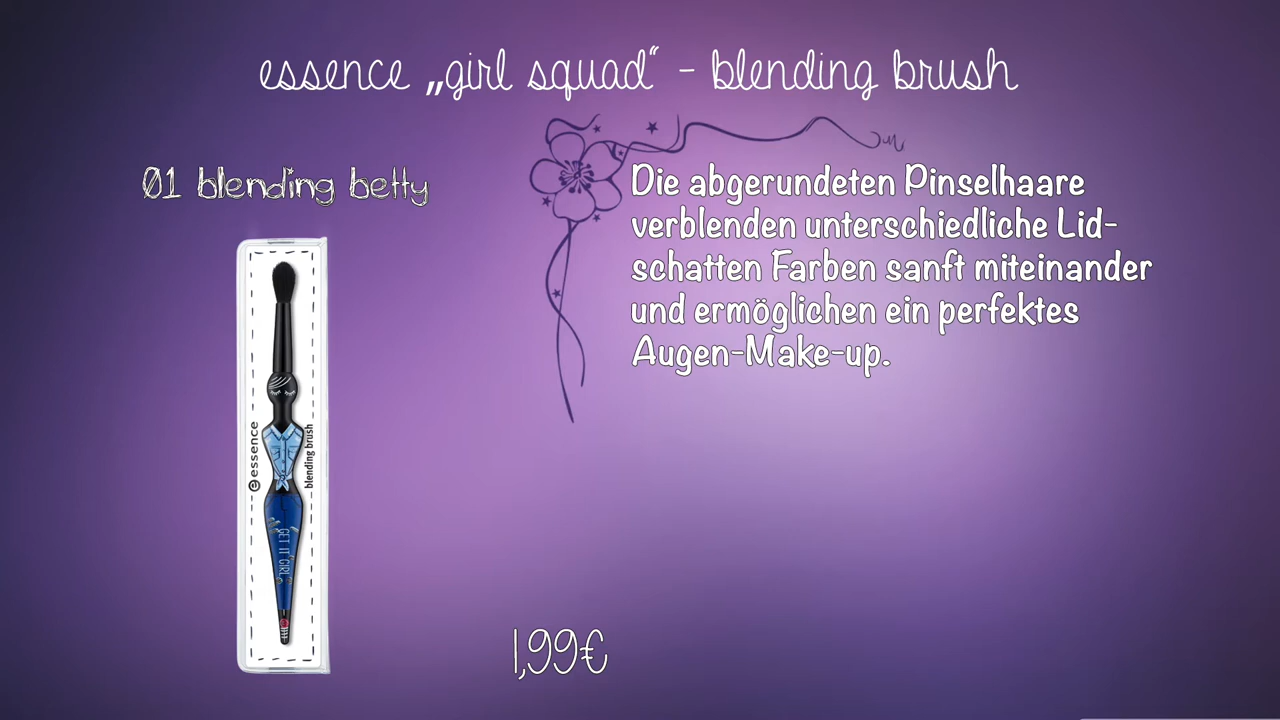 essence „girl squad“ - blending brush
01 blending betty
Die abgerundeten Pinselhaare
verblenden unterschiedliche Lid-
schatten Farben sanft miteinander
und ermöglichen ein perfektes
Augen-Make-up.
essence
blending brush
GET IT GIRL
1,99€